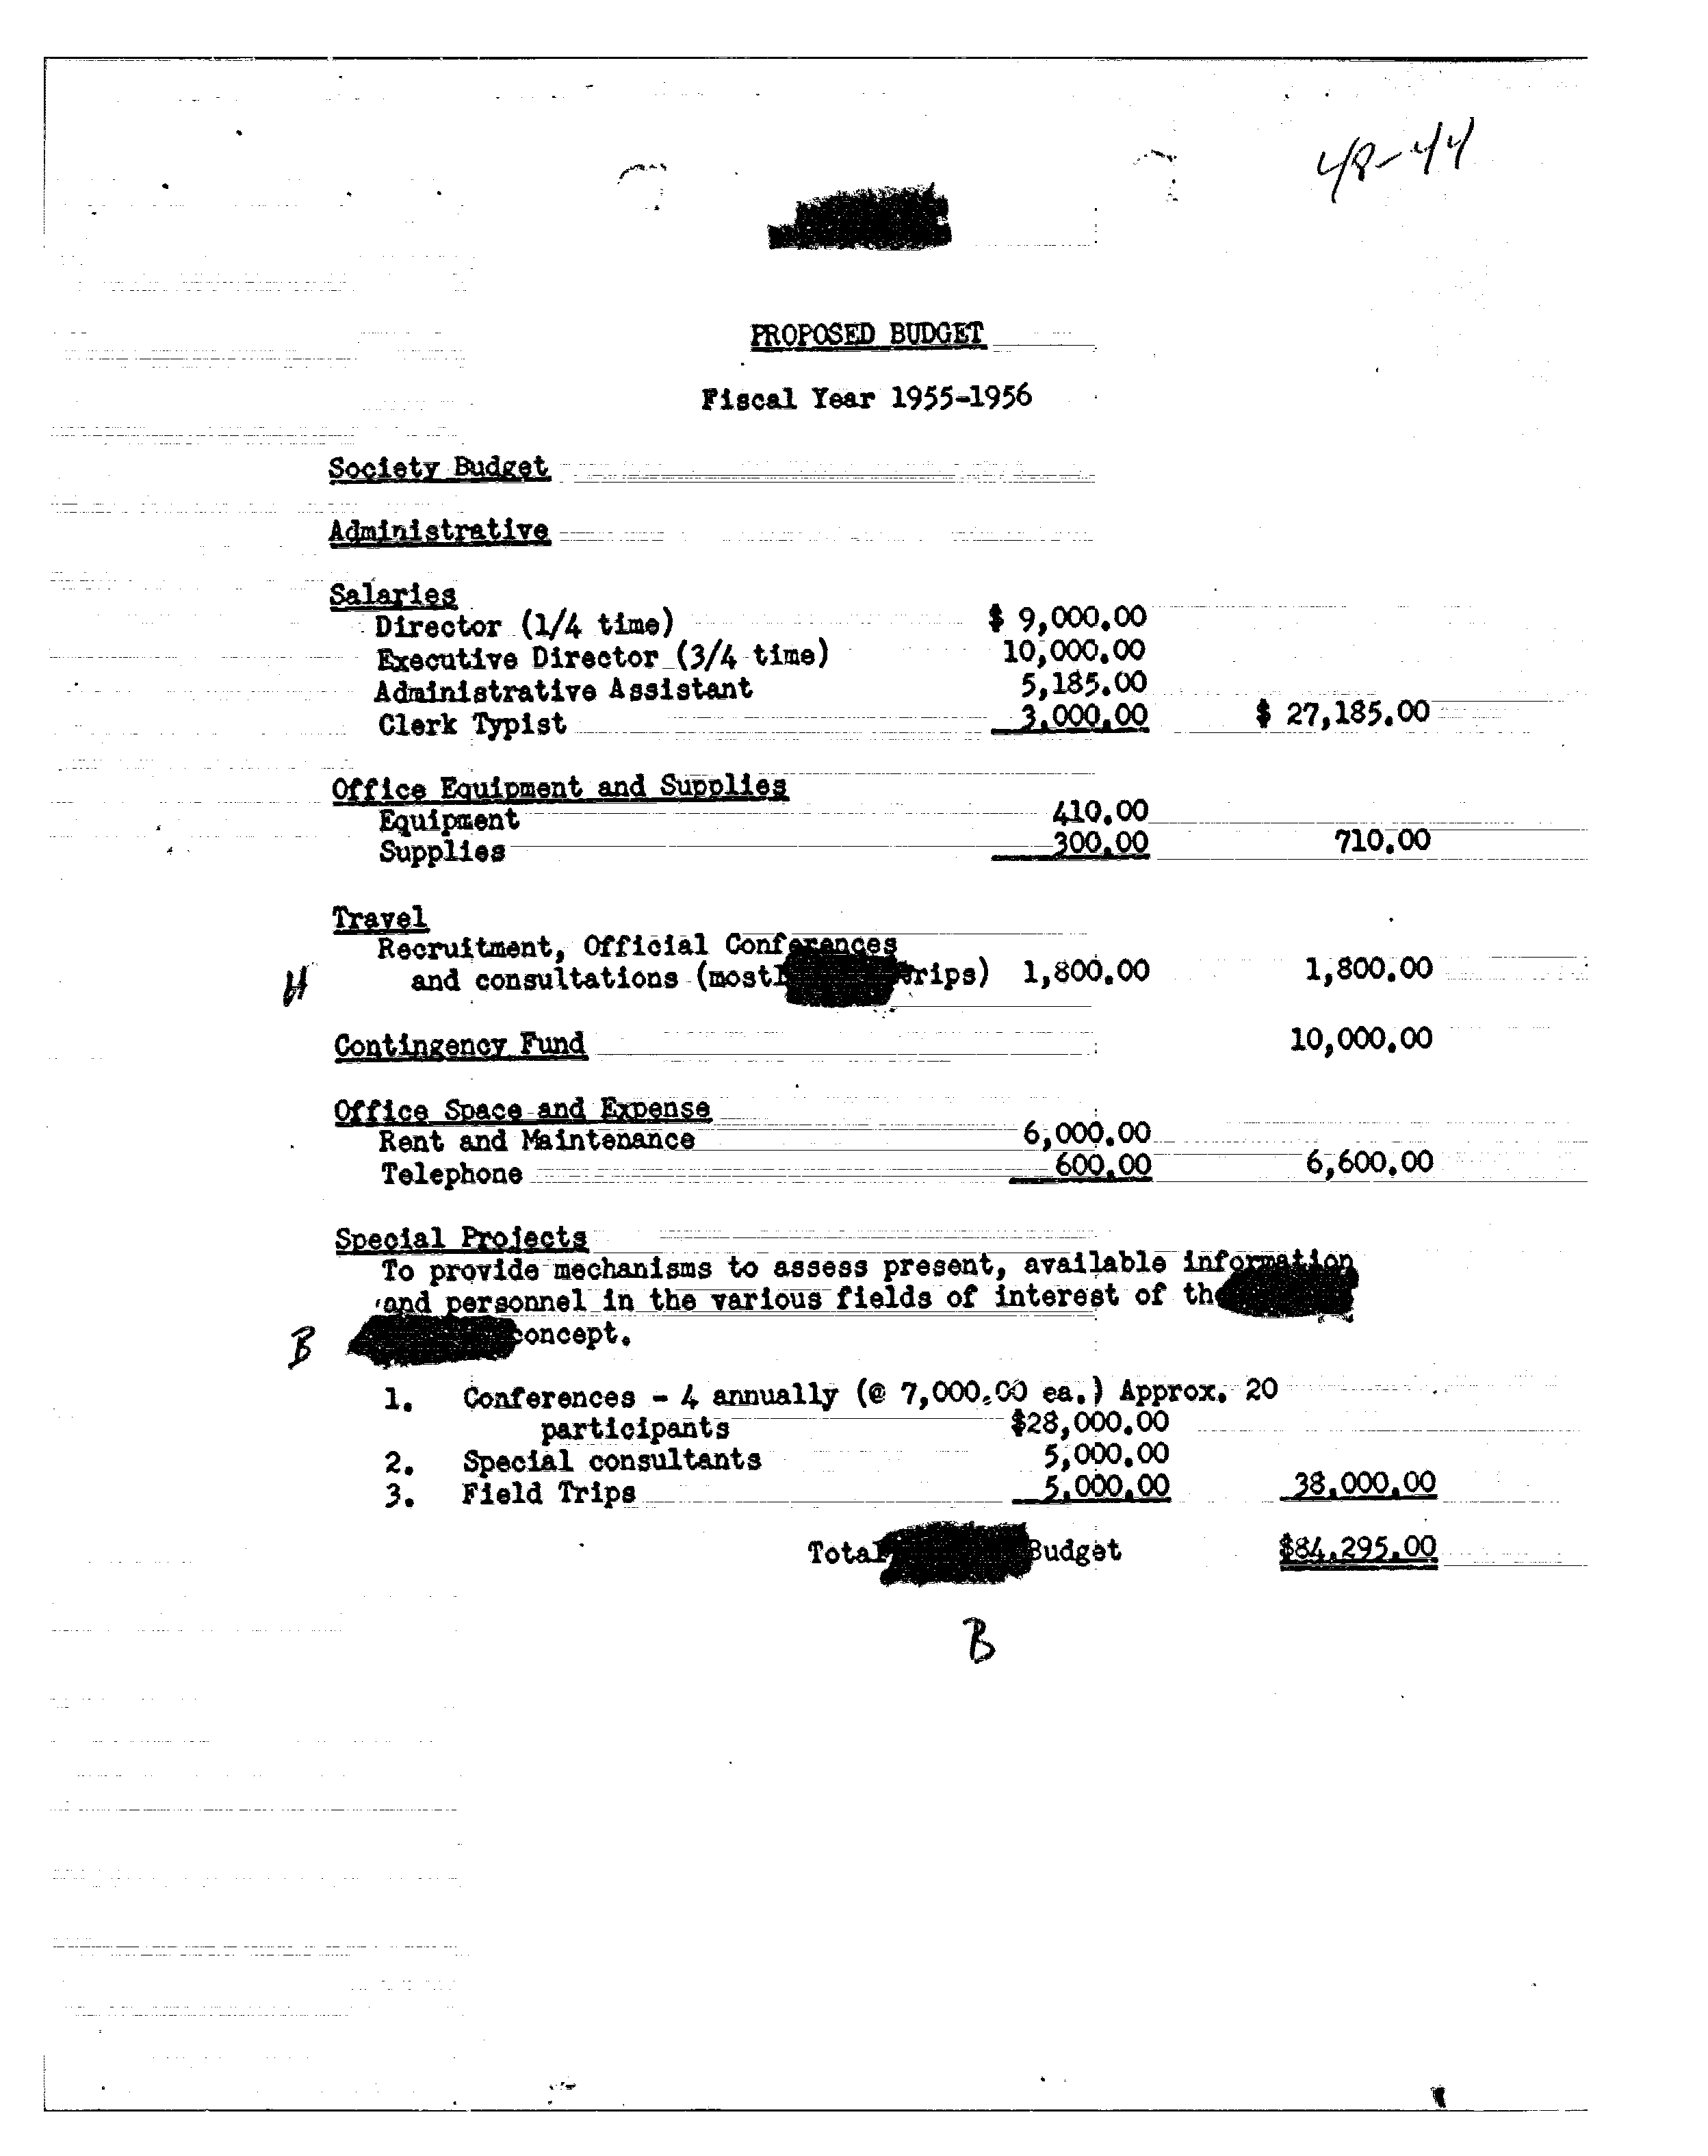 48-44
PROPOSED BUDGET
Fiscal Year 1955-1956
Society Budget
Administrative
Salaries
Director (1/4 time) $ 9,000.00
Executive Director (3/4 time) 10,000.00
Administrative Assistant 5,185.00
Clerk Typist 3,000.00 $ 27,185.00
Office Equipment and Supplies
Equipment 410.00
Supplies 300.00 710.00
Travel
Recruitment, Official Conferences
H and consultations (mostl rips) 1,800.00 1,800.00
Contingency Fund 10,000.00
Office Space and Expense
Rent and Maintenance 6,000.00
Telephone 600.00 6,600.00
Special Projects
To provide mechanisms to assess present, available information
and personnel in the various fields of interest of th
B concept.
1. Conferences - 4 annually (@ 7,000.00 ea.) Approx. 20
participants $28,000.00
2. Special consultants 5,000.00
3. Field Trips 5,000.00 38,000.00
Total Budget $84,295.00
B